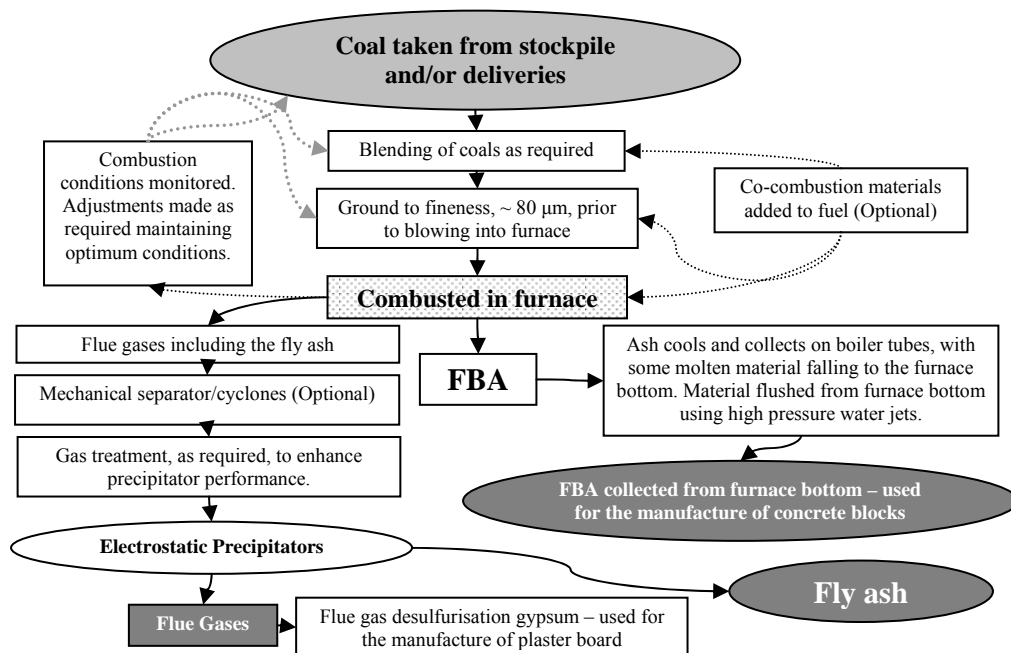 Coal taken from stockpile
and/or deliveries
Blending of coals as required
Combustion
conditions monitored.
Adjustments made as
required maintaining
optimum conditions.
Co-combustion materials
added to fuel (Optional)
Ground to fineness, ~ 80 μm, prior
to blowing into furnace
Combusted in furnace
Flue gases including the fly ash
FBA
Ash cools and collects on boiler tubes, with
some molten material falling to the furnace
bottom. Material flushed from furnace bottom
using high pressure water jets.
Mechanical separator/cyclones (Optional)
Gas treatment, as required, to enhance
precipitator performance.
FBA collected from furnace bottom – used
for the manufacture of concrete blocks
Electrostatic Precipitators
Fly ash
Flue Gases
Flue gas desulfurisation gypsum – used for
the manufacture of plaster board